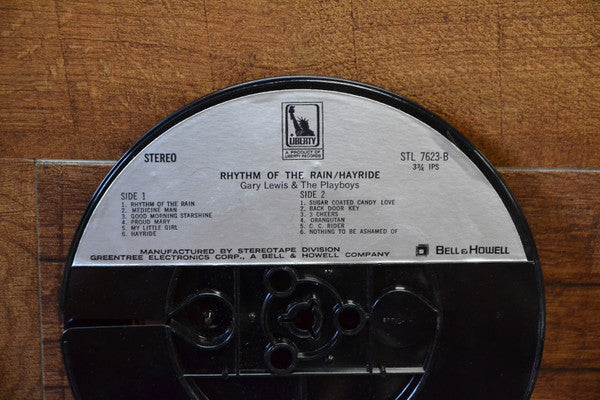 LIBERTY
A PRODUCT OF
LIBERTY RECORDS
STEREO
STL 7623-B
3¾ IPS
RHYTHM OF THE RAIN/HAYRIDE
Gary Lewis & The Playboys
SIDE 1
1. RHYTHM OF THE RAIN
2. MEDICINE MAN
3. GOOD MORNING STARSHINE
4. PROUD MARY
5. MY LITTLE GIRL
6. HAYRIDE
SIDE 2
1. SUGAR COATED CANDY LOVE
2. BACK DOOR KEY
3. 3 CHEERS
4. ORANGUTAN
5. C. C. RIDER
6. NOTHING TO BE ASHAMED OF
MANUFACTURED BY STEREOTAPE DIVISION
GREENTREE ELECTRONICS CORP., A BELL & HOWELL COMPANY
BELL & HOWELL